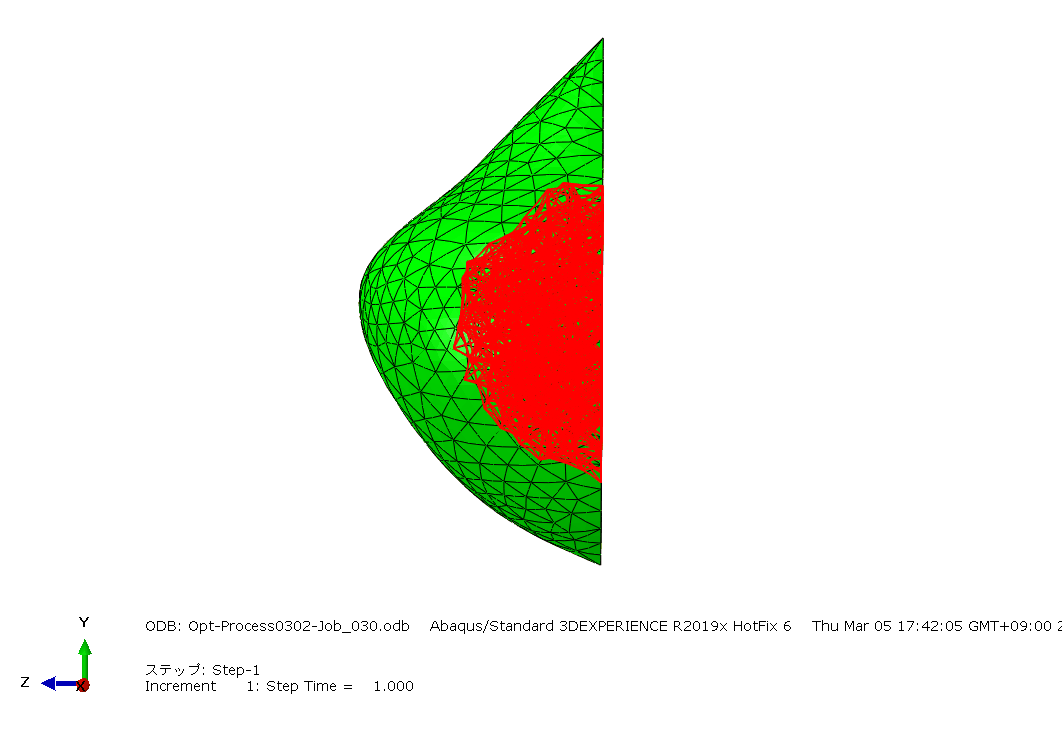 Y
Z
X
ODB: Opt-Process0302-Job_030.odb Abaqus/Standard 3DEXPERIENCE R2019x HotFix 6 Thu Mar 05 17:42:05 GMT+09:00 2
ステップ: Step-1
Increment 1: Step Time = 1.000